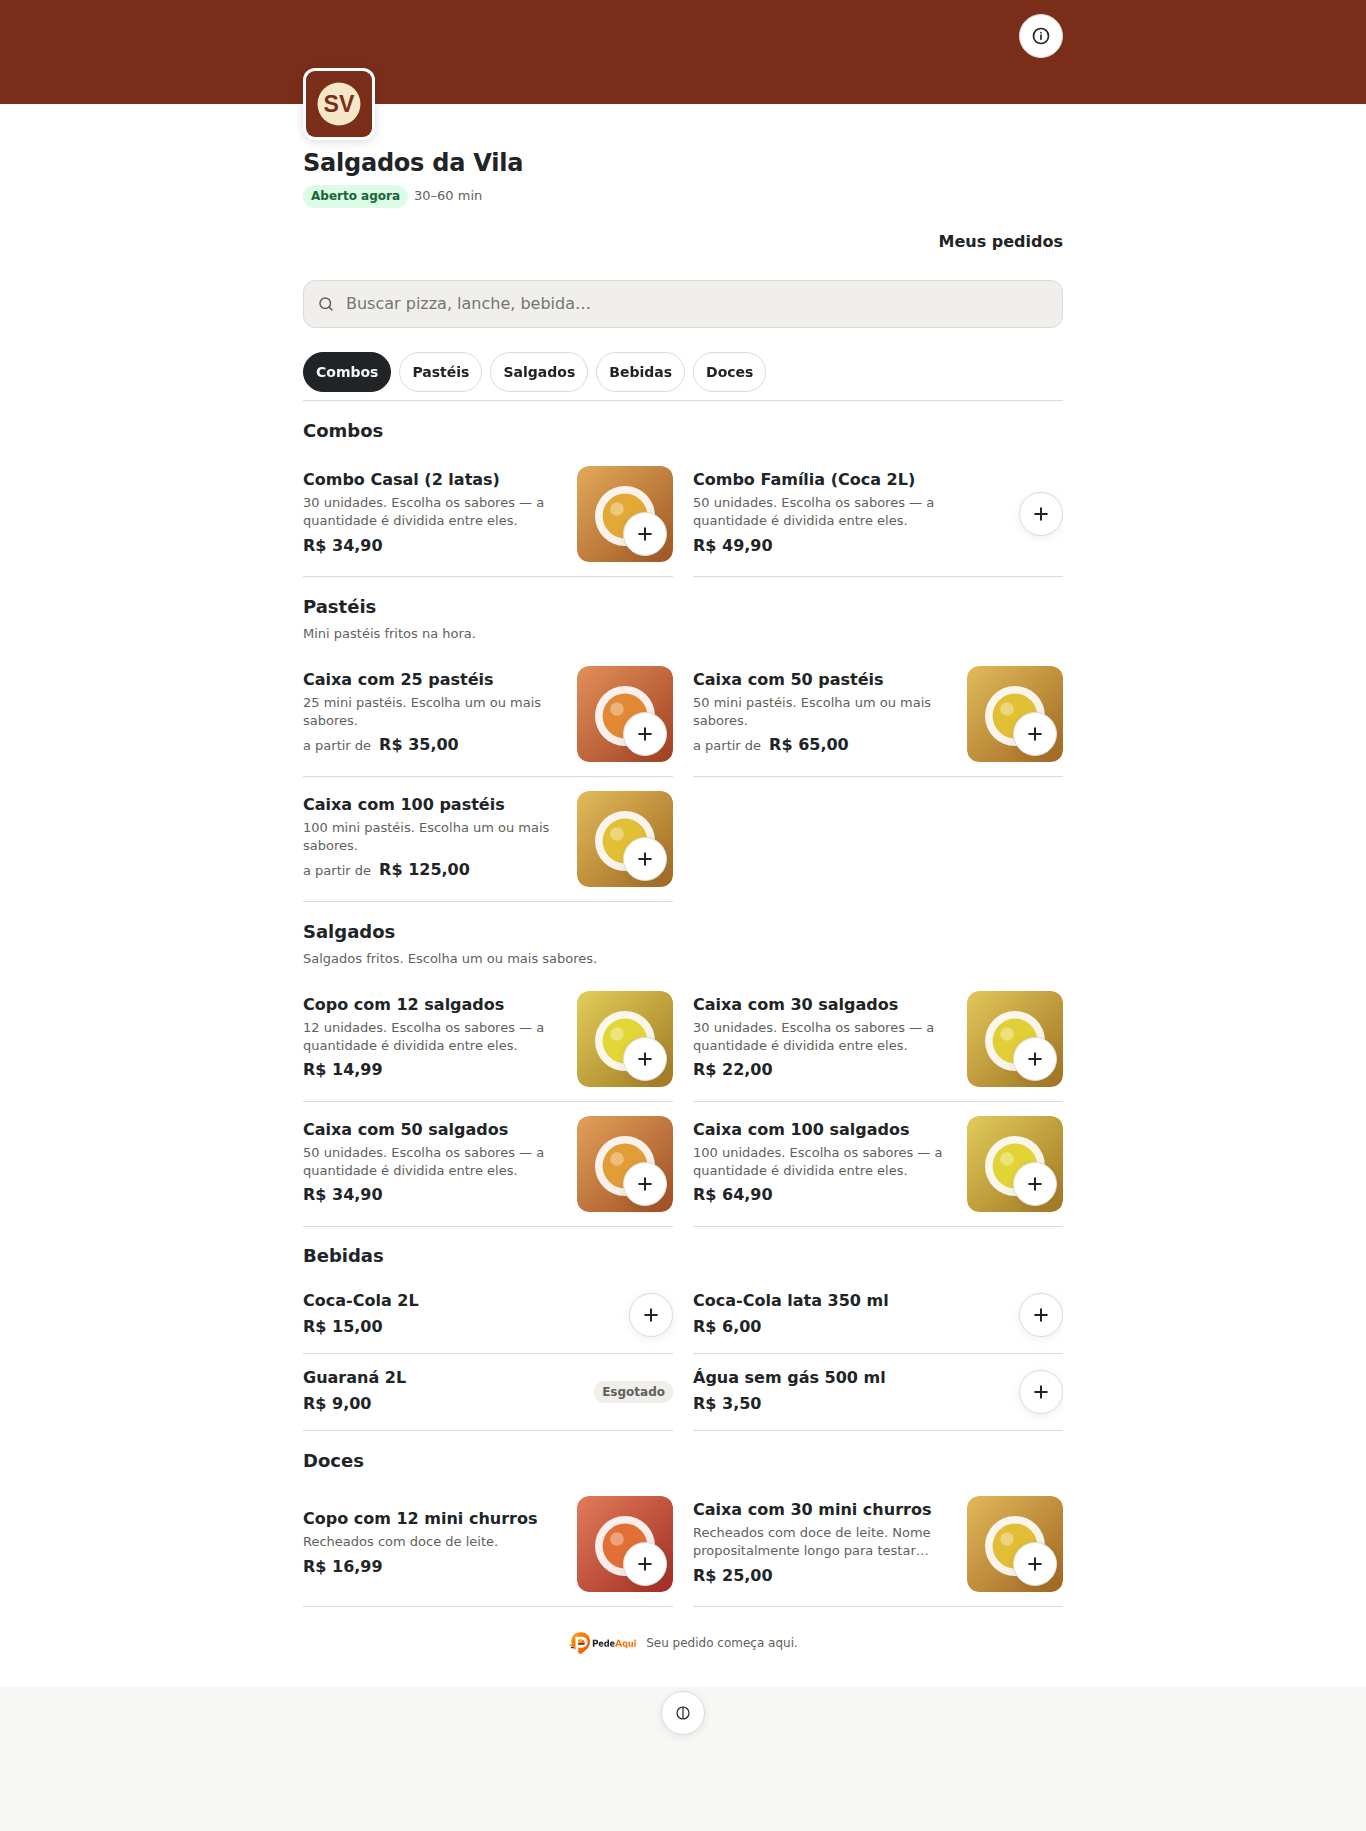 SV
Salgados da Vila
Aberto agora 30–60 min
Meus pedidos
Buscar pizza, lanche, bebida...
Combos Pastéis Salgados Bebidas Doces
Combos
Combo Casal (2 latas)
30 unidades. Escolha os sabores — a
quantidade é dividida entre eles.
R$ 34,90
Combo Família (Coca 2L)
50 unidades. Escolha os sabores — a
quantidade é dividida entre eles.
R$ 49,90
Pastéis
Mini pastéis fritos na hora.
Caixa com 25 pastéis
25 mini pastéis. Escolha um ou mais
sabores.
a partir de R$ 35,00
Caixa com 50 pastéis
50 mini pastéis. Escolha um ou mais
sabores.
a partir de R$ 65,00
Caixa com 100 pastéis
100 mini pastéis. Escolha um ou mais
sabores.
a partir de R$ 125,00
Salgados
Salgados fritos. Escolha um ou mais sabores.
Copo com 12 salgados
12 unidades. Escolha os sabores — a
quantidade é dividida entre eles.
R$ 14,99
Caixa com 30 salgados
30 unidades. Escolha os sabores — a
quantidade é dividida entre eles.
R$ 22,00
Caixa com 50 salgados
50 unidades. Escolha os sabores — a
quantidade é dividida entre eles.
R$ 34,90
Caixa com 100 salgados
100 unidades. Escolha os sabores — a
quantidade é dividida entre eles.
R$ 64,90
Bebidas
Coca-Cola 2L
R$ 15,00
Coca-Cola lata 350 ml
R$ 6,00
Guaraná 2L
R$ 9,00
Esgotado
Água sem gás 500 ml
R$ 3,50
Doces
Copo com 12 mini churros
Recheados com doce de leite.
R$ 16,99
Caixa com 30 mini churros
Recheados com doce de leite. Nome
propositalmente longo para testar…
R$ 25,00
PedeAqui Seu pedido começa aqui.